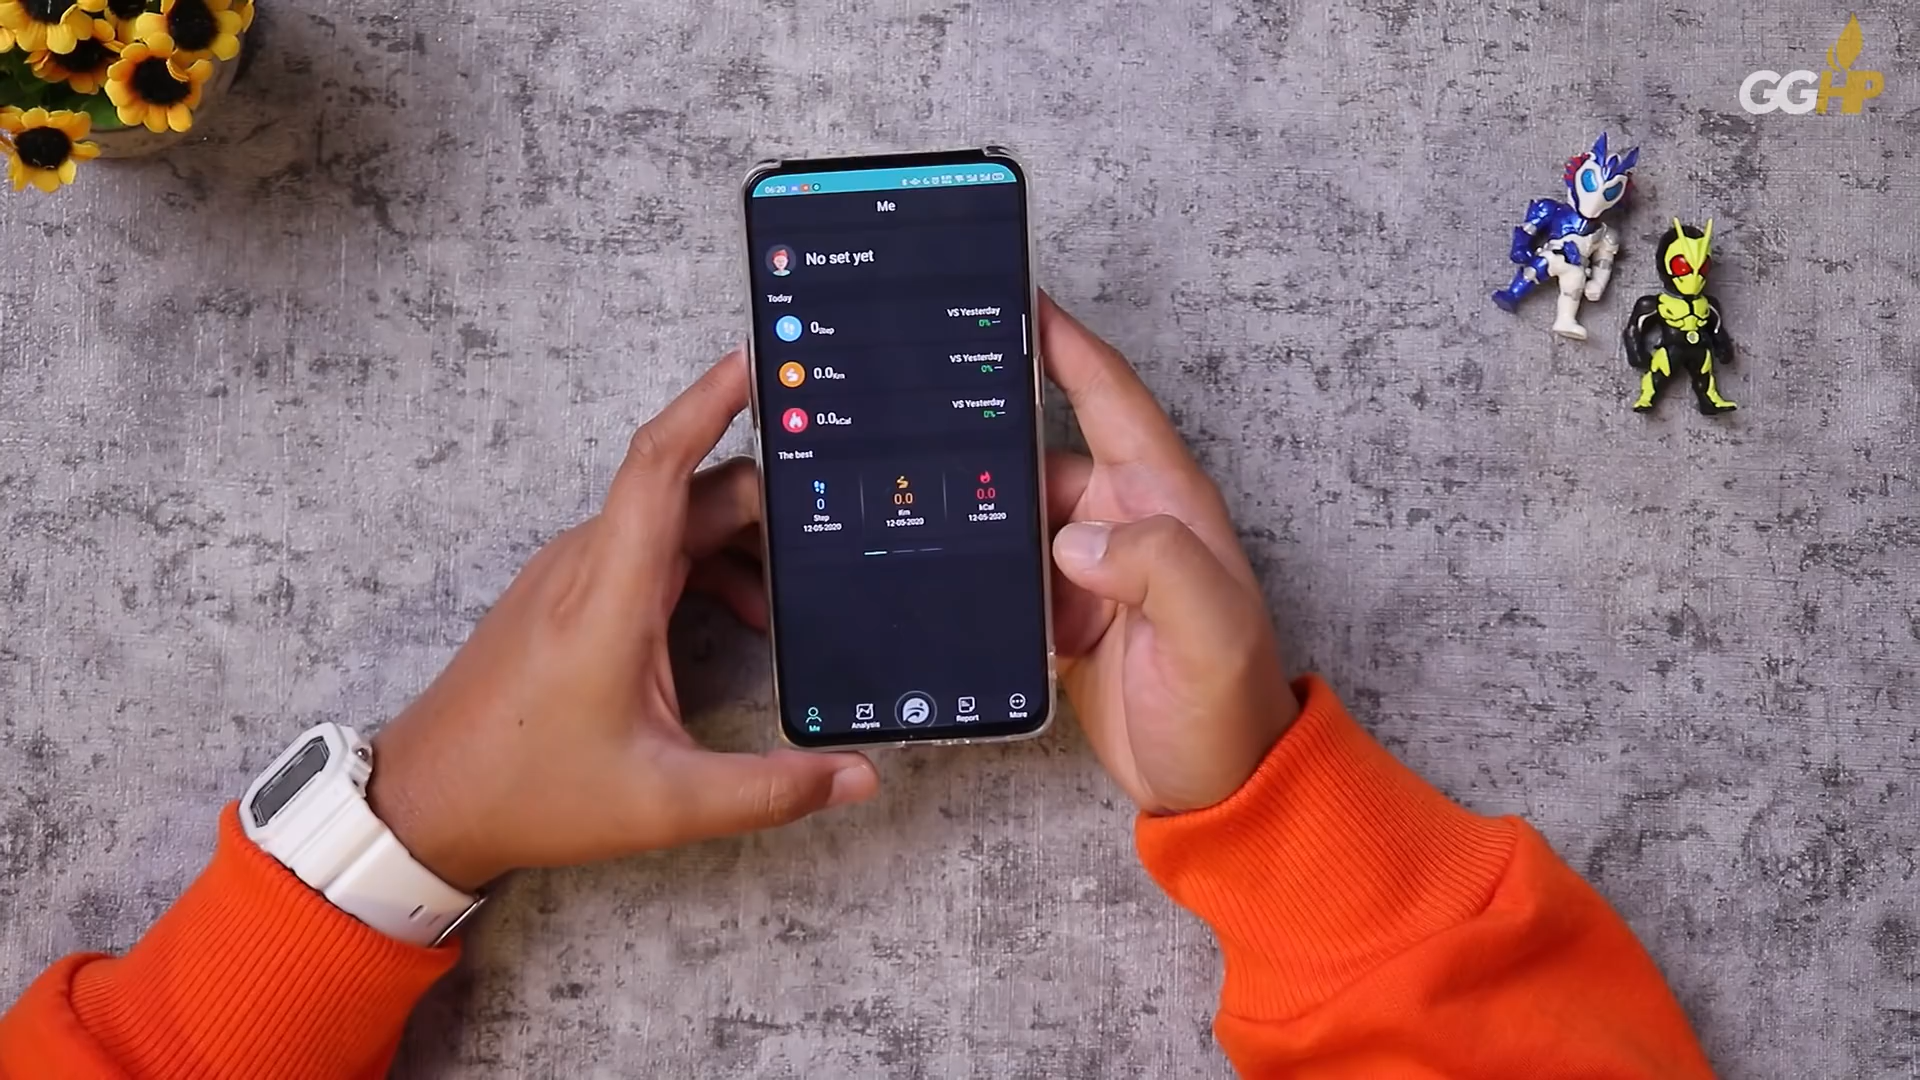 GGHP
06:20
Me
No set yet
Today
0Step
VS Yesterday
0%
0.0Km
VS Yesterday
0%
0.0kCal
VS Yesterday
0%
The best
0
Step
12-05-2020
0.0
Km
12-05-2020
0.0
kCal
12-05-2020
Me
Analysis
Report
More